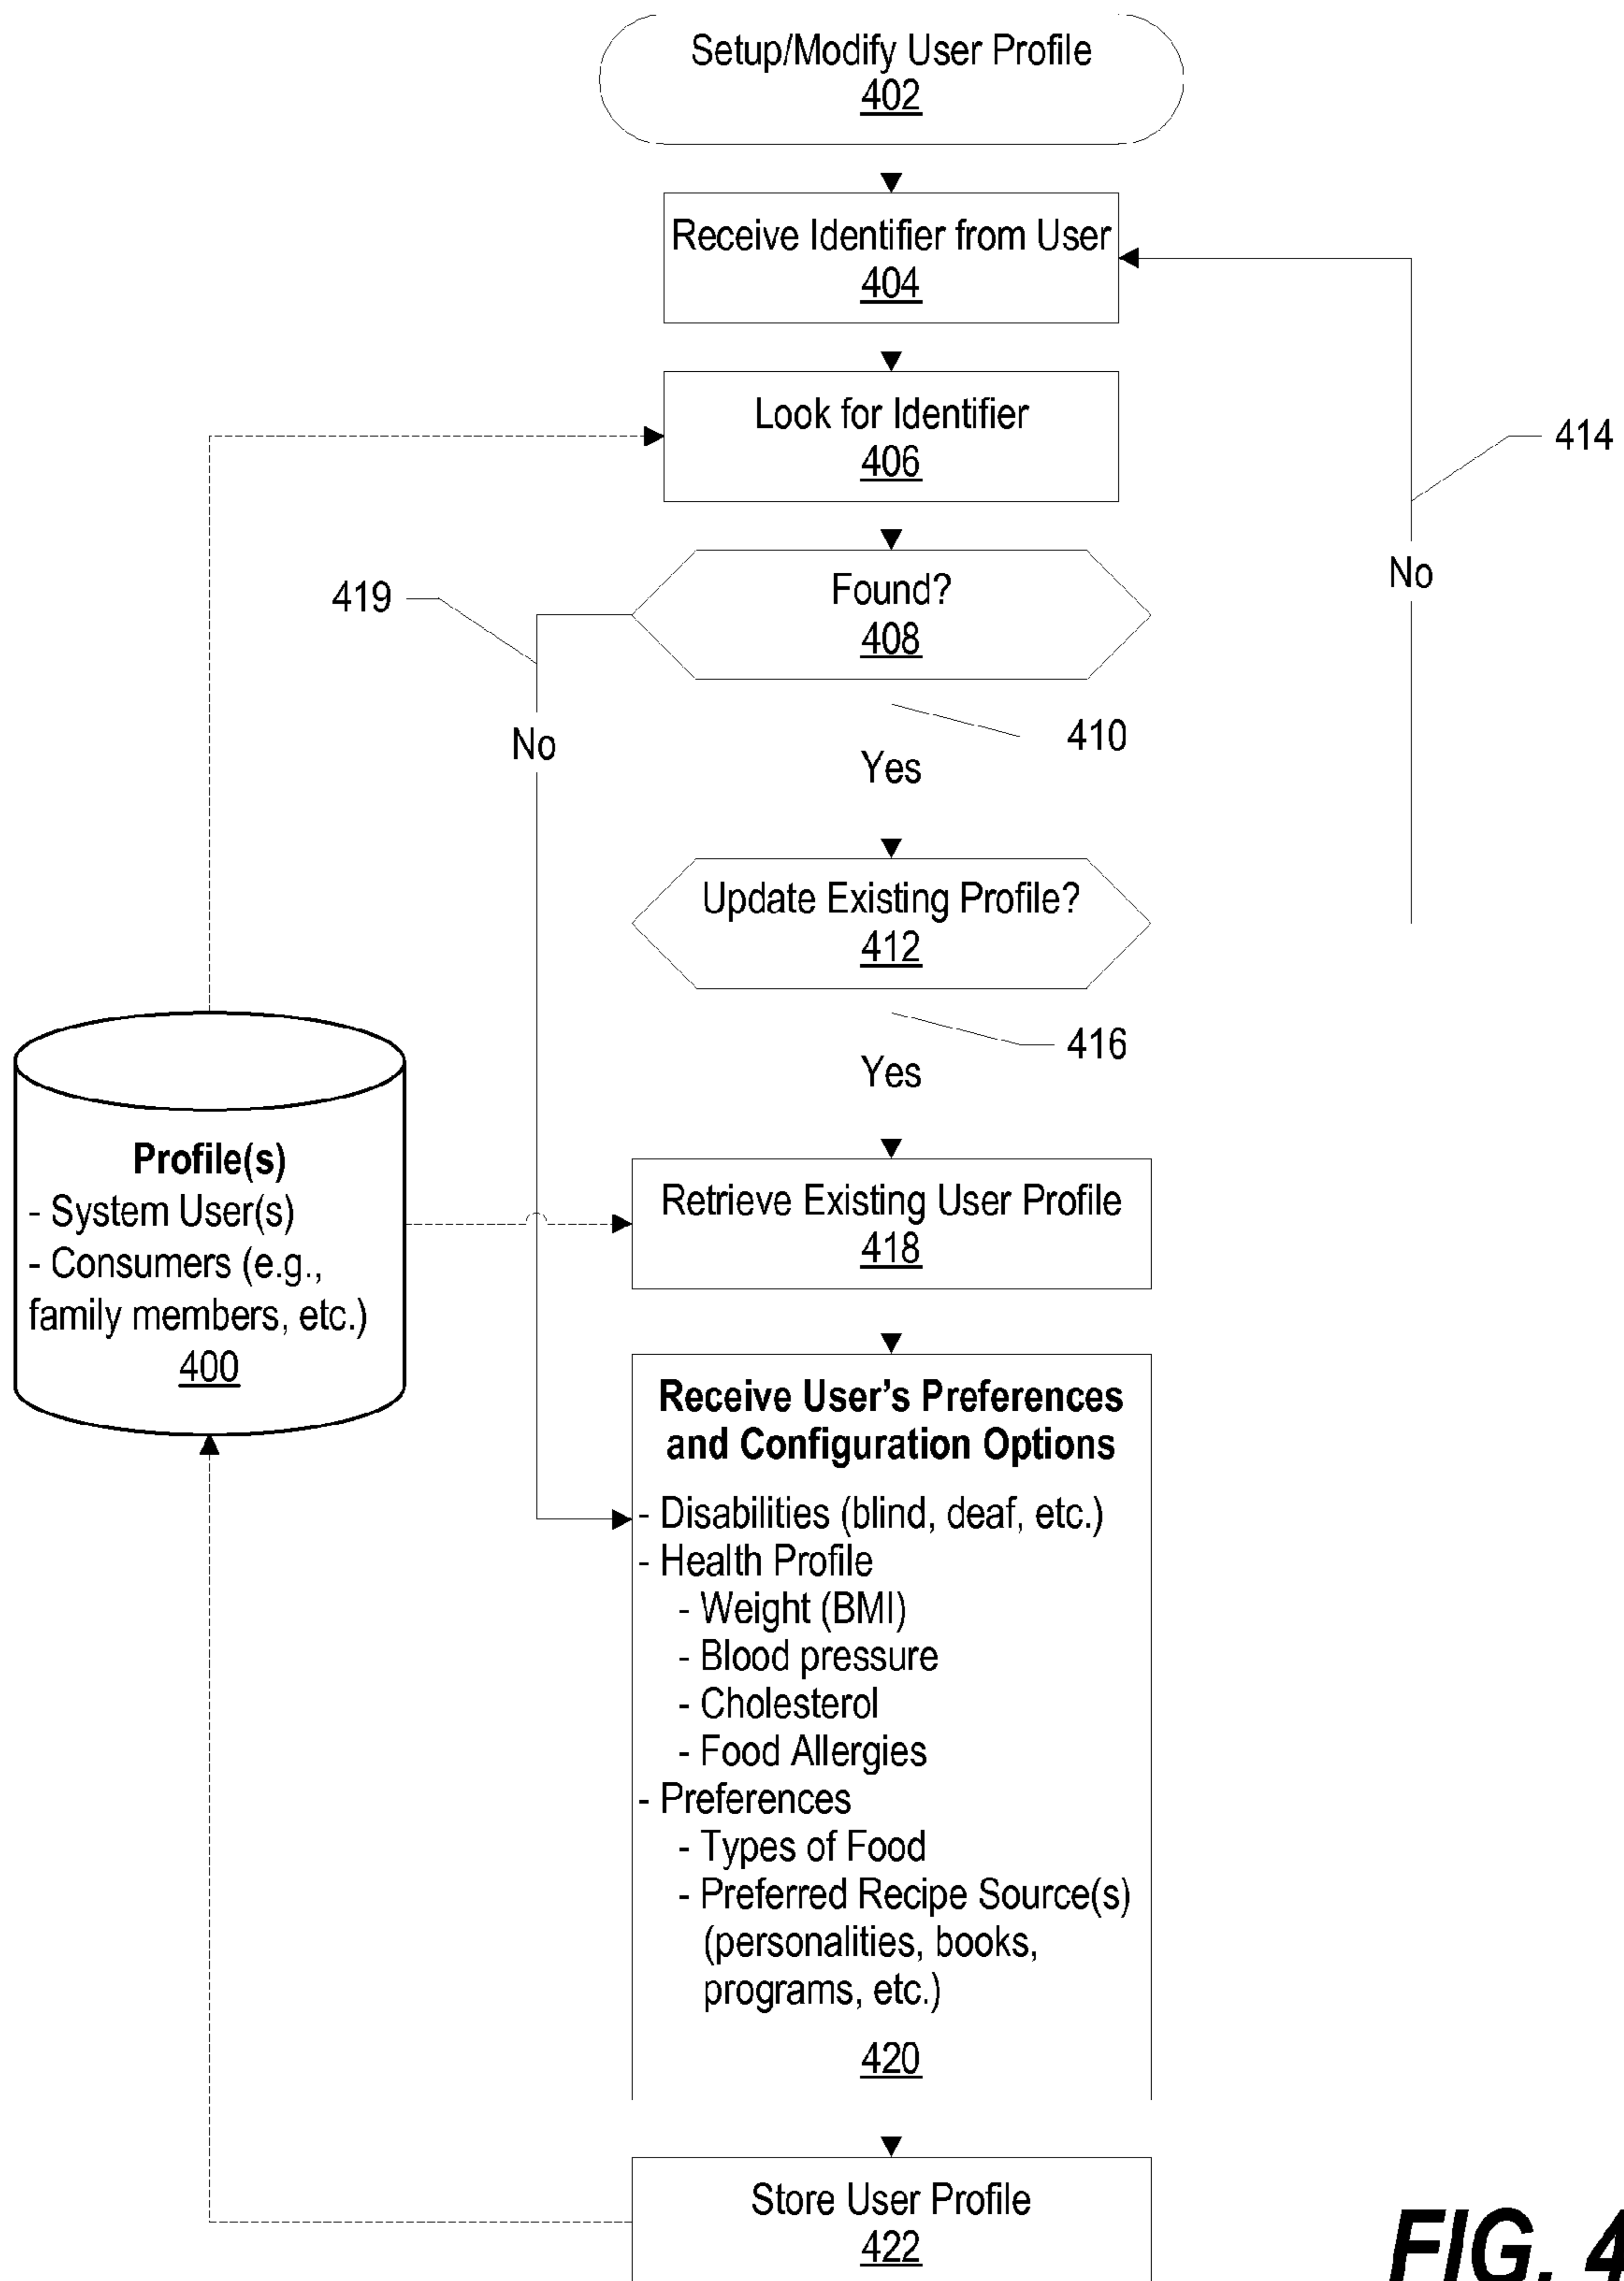 Setup/Modify User Profile
402
Receive Identifier from User
404
Look for Identifier
406
414
No
Found?
408
419
No
410
Yes
Update Existing Profile?
412
416
Yes
Profile(s)
- System User(s)
- Consumers (e.g.,
family members, etc.)
400
Retrieve Existing User Profile
418
Receive User's Preferences
and Configuration Options
- Disabilities (blind, deaf, etc.)
- Health Profile
- Weight (BMI)
- Blood pressure
- Cholesterol
- Food Allergies
- Preferences
- Types of Food
- Preferred Recipe Source(s)
(personalities, books,
programs, etc.)
420
Store User Profile
422
FIG. 4